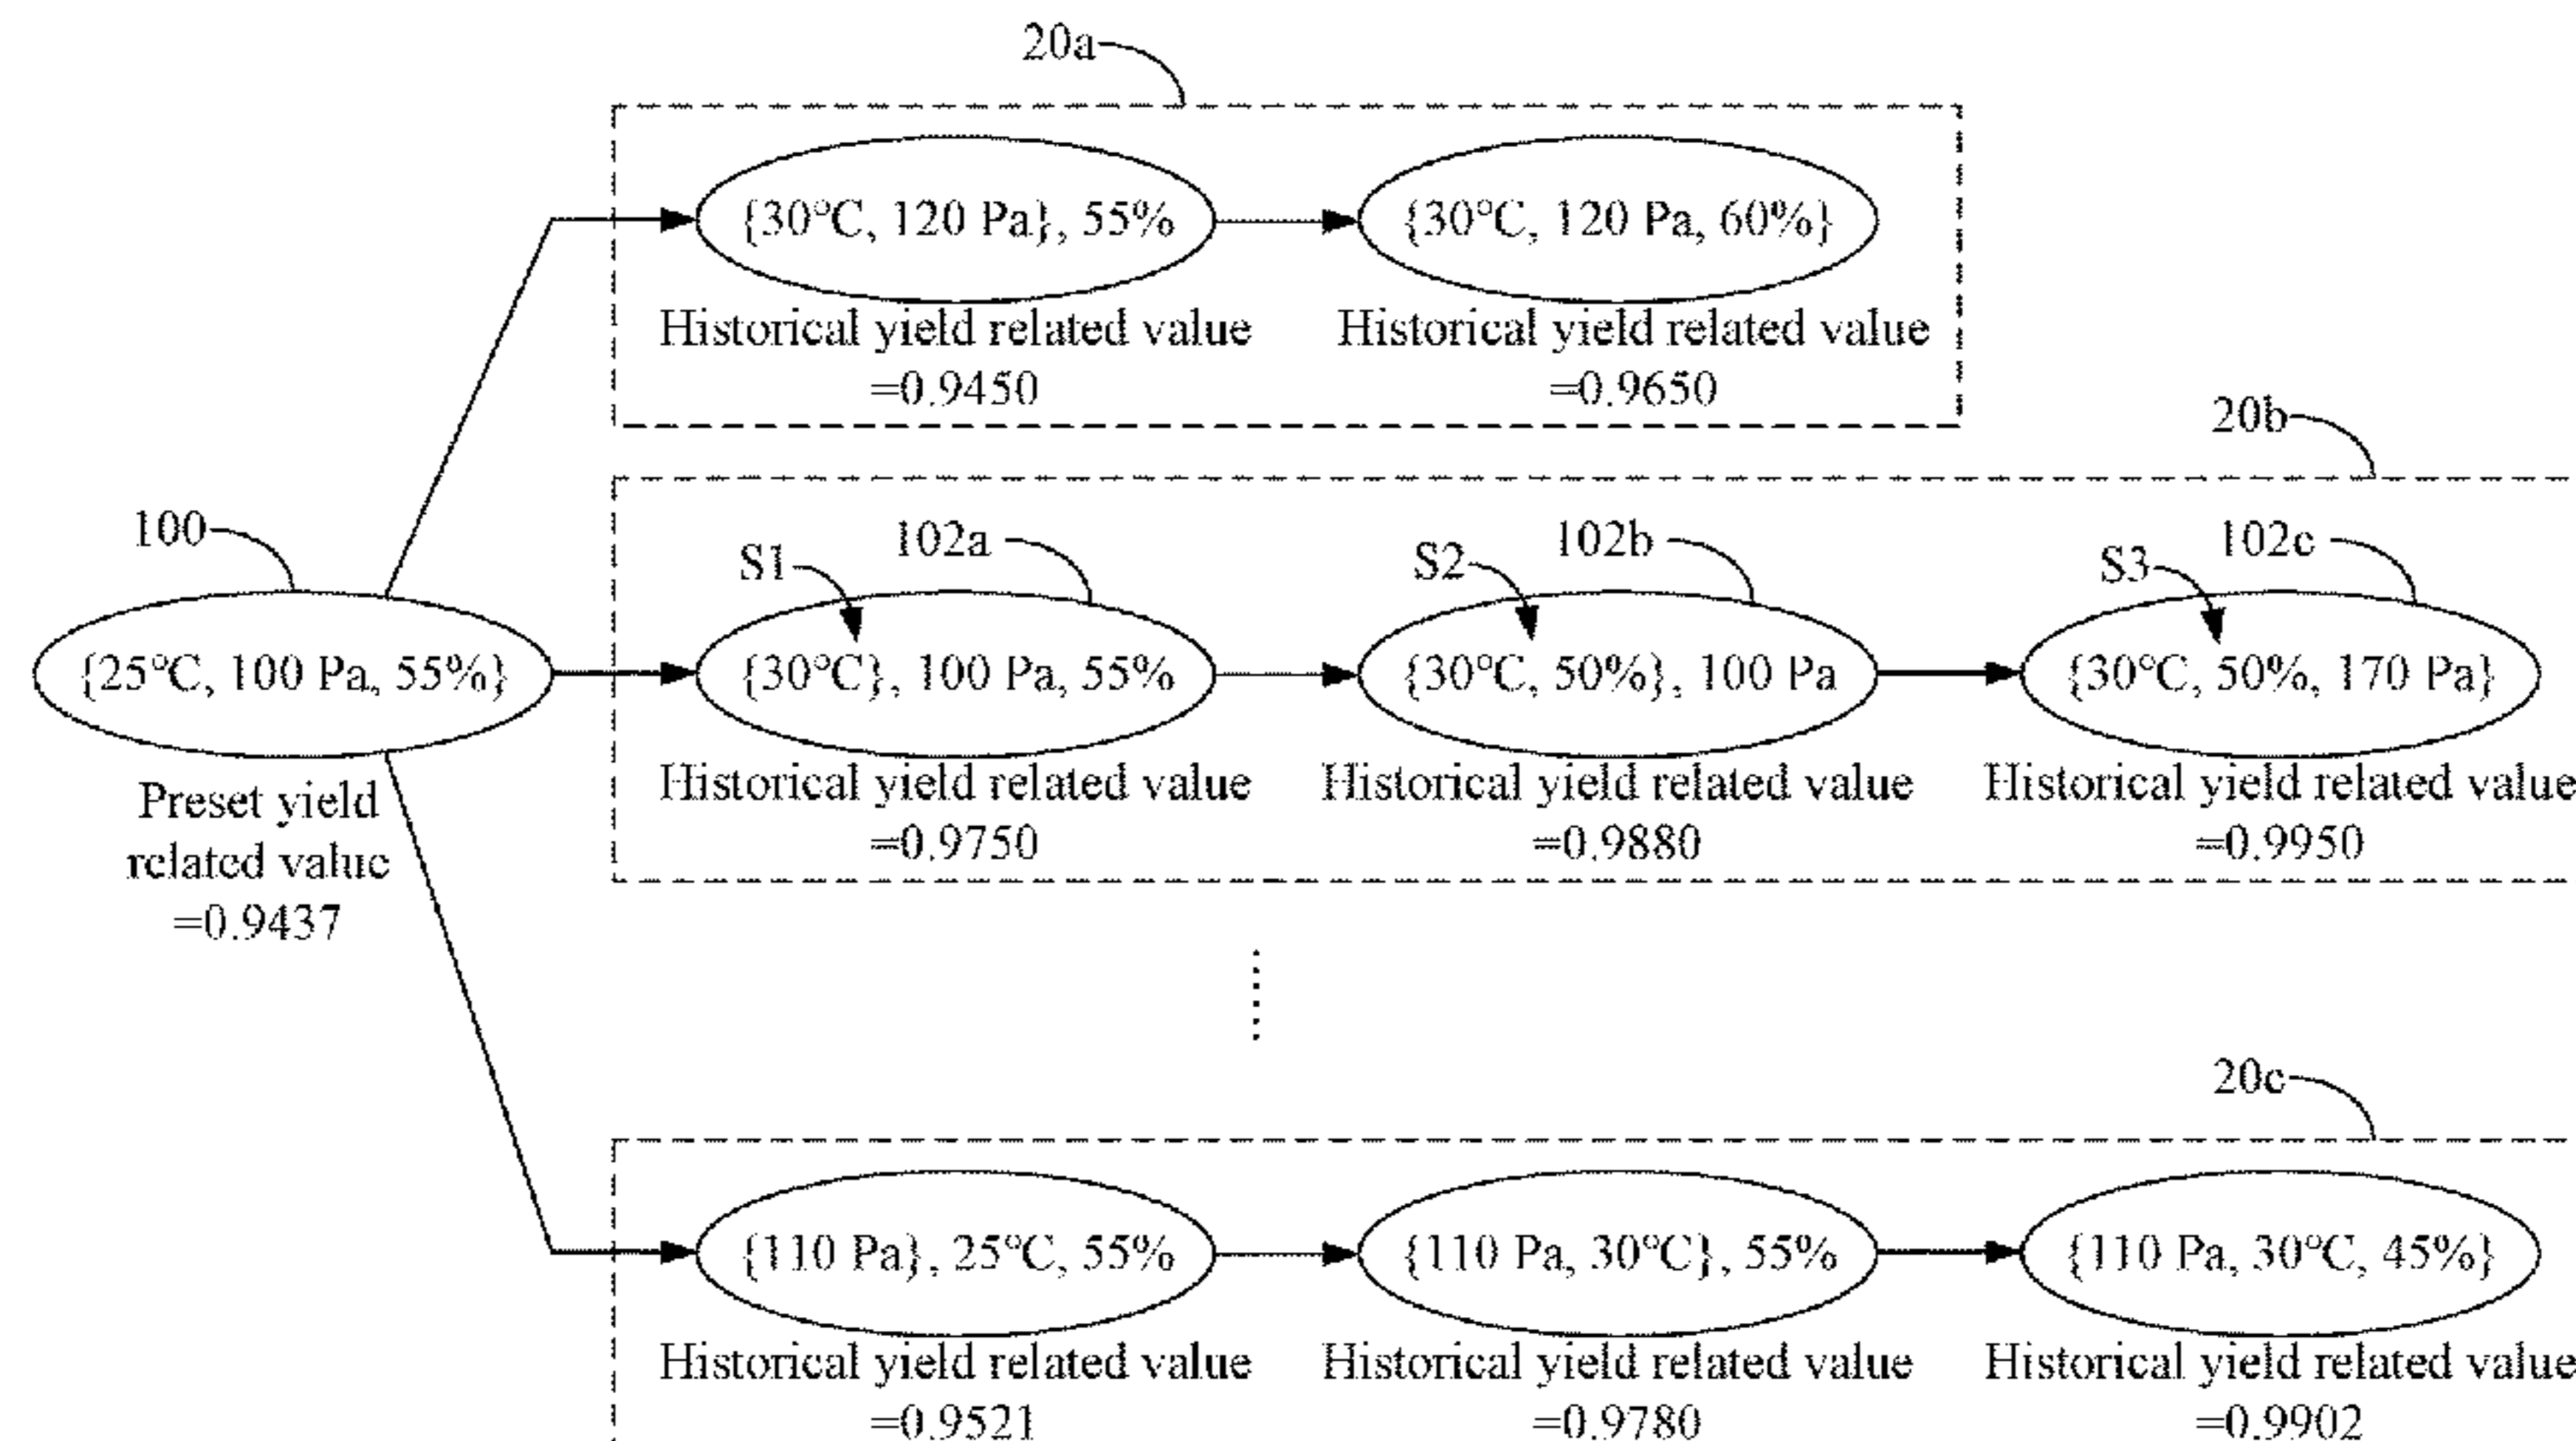 20a
{30°C, 120 Pa}, 55%
{30°C, 120 Pa, 60%}
Historical yield related value
=0.9450
Historical yield related value
=0.9650
20b
100
{25°C, 100 Pa, 55%}
Preset yield
related value
=0.9437
S1
102a
{30°C}, 100 Pa, 55%
Historical yield related value
=0.9750
S2
102b
{30°C, 50%}, 100 Pa
Historical yield related value
=0.9880
S3
102c
{30°C, 50%, 170 Pa}
Historical yield related value
=0.9950
20c
{110 Pa}, 25°C, 55%
Historical yield related value
=0.9521
{110 Pa, 30°C}, 55%
Historical yield related value
=0.9780
{110 Pa, 30°C, 45%}
Historical yield related value
=0.9902